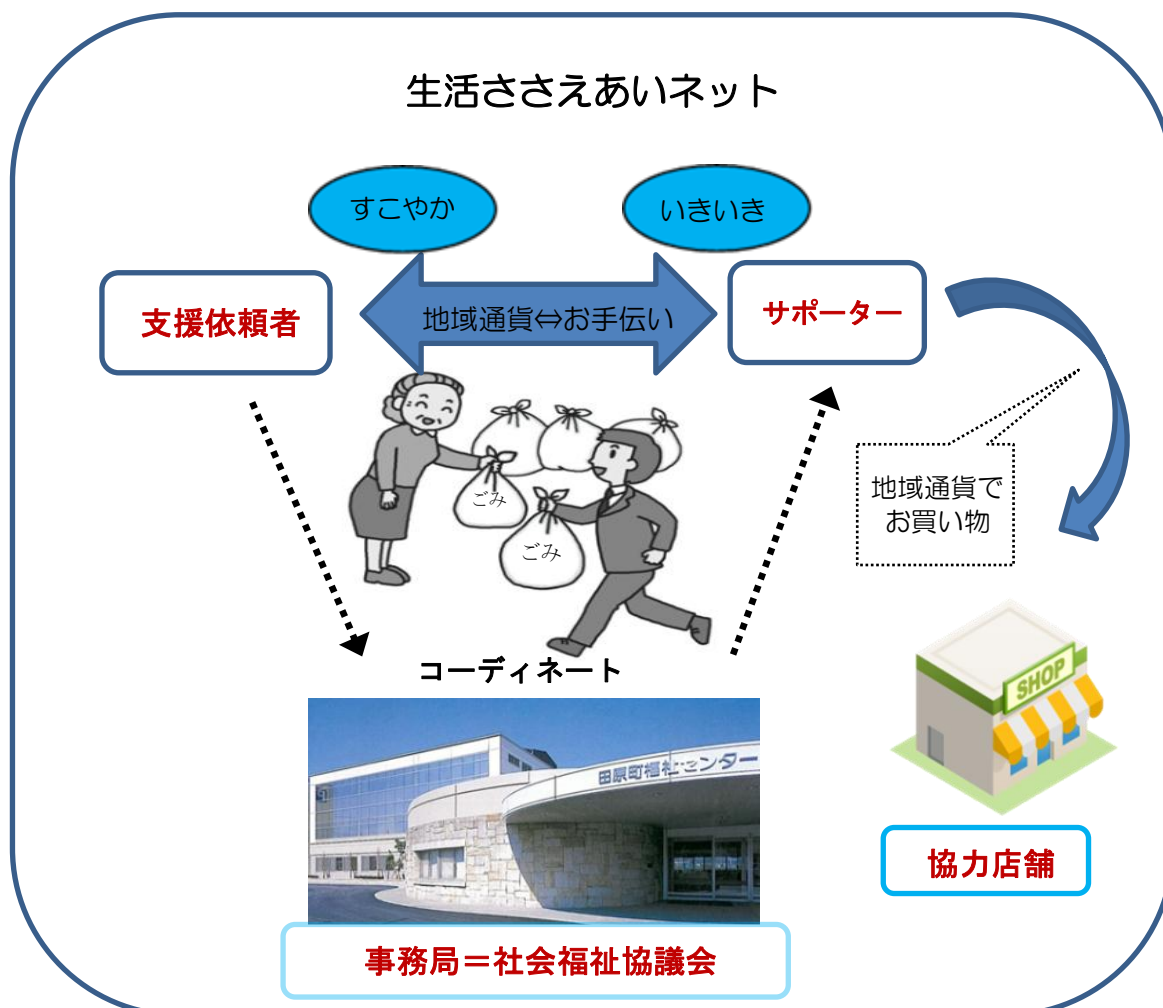 生活ささえあいネット
すこやか
いきいき
支援依頼者
地域通貨⇔お手伝い
サポーター
地域通貨で
お買い物
ごみ
ごみ
コーディネート
SHOP
田原町福祉センター
協力店舗
事務局＝社会福祉協議会